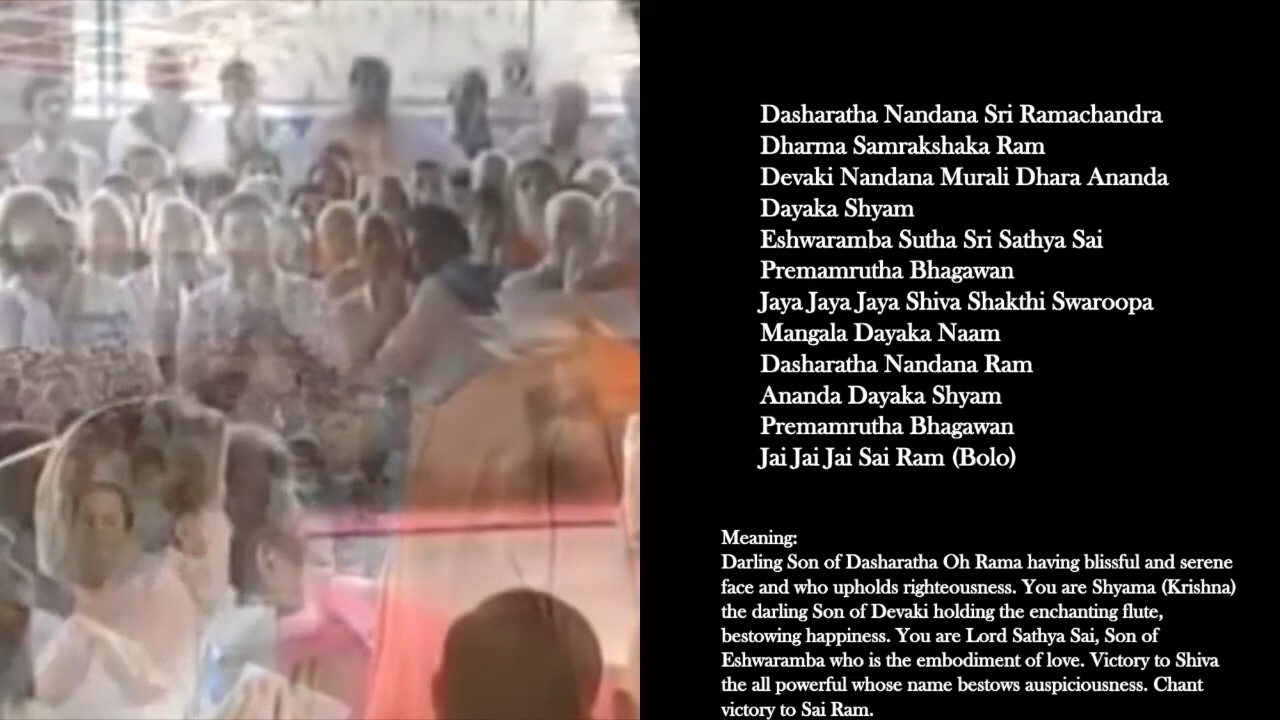 Dasharatha Nandana Sri Ramachandra
Dharma Samrakshaka Ram
Devaki Nandana Murali Dhara Ananda
Dayaka Shyam
Eshwaramba Sutha Sri Sathya Sai
Premamrutha Bhagawan
Jaya Jaya Jaya Shiva Shakthi Swaroopa
Mangala Dayaka Naam
Dasharatha Nandana Ram
Ananda Dayaka Shyam
Premamrutha Bhagawan
Jai Jai Jai Sai Ram (Bolo)
Meaning:
Darling Son of Dasharatha Oh Rama having blissful and serene
face and who upholds righteousness. You are Shyama (Krishna)
the darling Son of Devaki holding the enchanting flute,
bestowing happiness. You are Lord Sathya Sai, Son of
Eshwaramba who is the embodiment of love. Victory to Shiva
the all powerful whose name bestows auspiciousness. Chant
victory to Sai Ram.